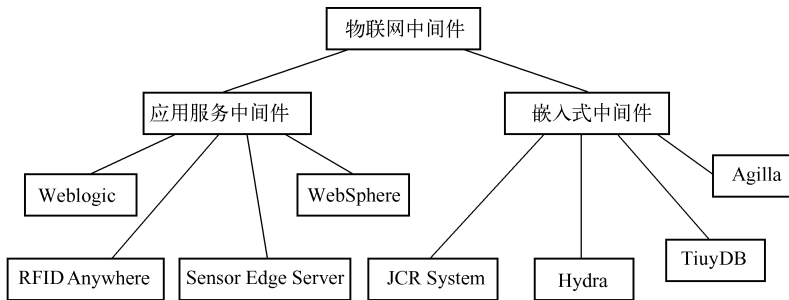 物联网中间件
应用服务中间件
嵌入式中间件
Weblogic
WebSphere
Agilla
RFID Anywhere
Sensor Edge Server
JCR System
Hydra
TiuyDB